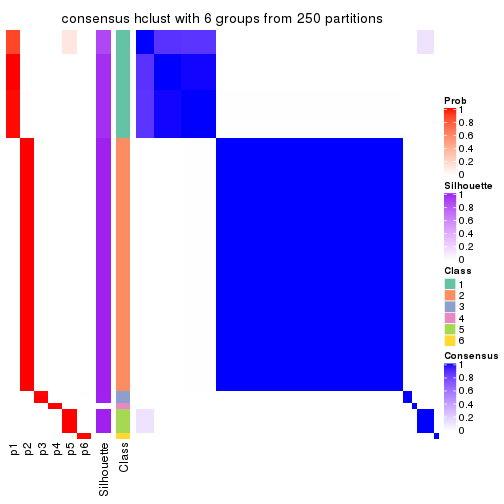 consensus hclust with 6 groups from 250 partitions
Prob
1
0.8
0.6
0.4
0.2
0
Silhouette
1
0.8
0.6
0.4
0.2
0
Class
1
2
3
4
5
6
Consensus
1
0.8
0.6
0.4
0.2
0
p1
p2
p3
p4
p5
p6
Silhouette
Class